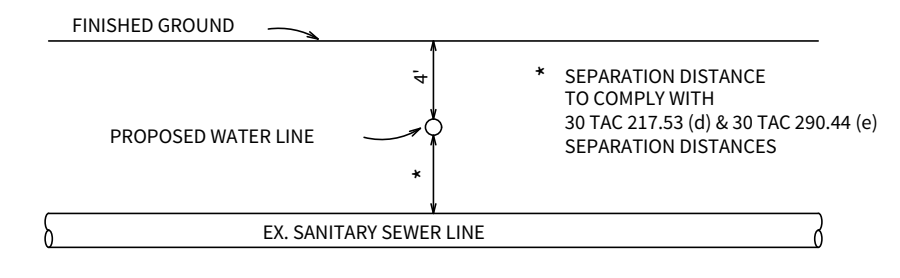 FINISHED GROUND
4'
* SEPARATION DISTANCE
TO COMPLY WITH
30 TAC 217.53 (d) & 30 TAC 290.44 (e)
SEPARATION DISTANCES
PROPOSED WATER LINE
*
EX. SANITARY SEWER LINE